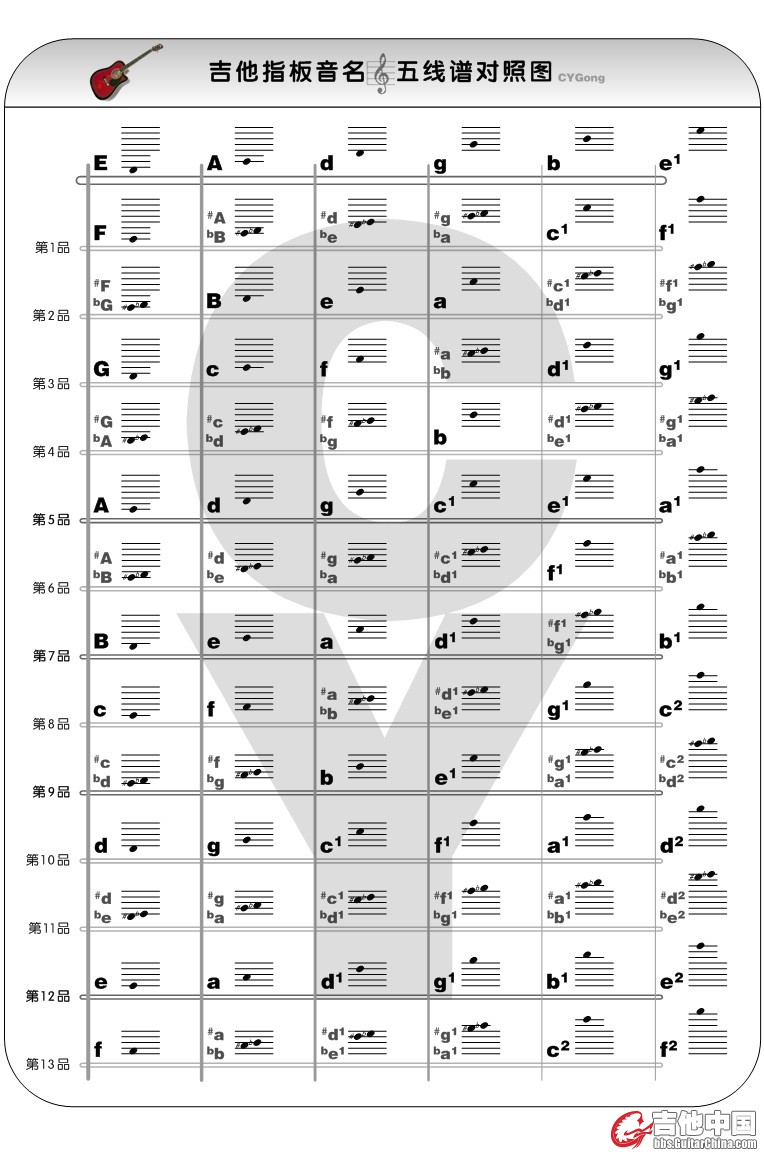 吉他指板音名 五线谱对照图 CYGong
E A d g b e¹
F #A #d #g c¹ f¹
bB be ba
第1品
#F B e a #c¹ #f¹
bG bd¹ bg¹
第2品
G c f #a d¹ g¹
bb
第3品
#G #c #f b #d¹ #g¹
bA bd bg be¹ ba¹
第4品
A d g c¹ e¹ a¹
第5品
#A #d #g #c¹ f¹ #a¹
bB be ba bd¹ bb¹
第6品
B e a d¹ #f¹ b¹
bg¹
第7品
c f #a #d¹ g¹ c²
bb be¹
第8品
#c #f b e¹ #g¹ #c²
bd bg ba¹ bd²
第9品
d g c¹ f¹ a¹ d²
第10品
#d #g #c¹ #f¹ #a¹ #d²
be ba bd¹ bg¹ bb¹ be²
第11品
e a d¹ g¹ b¹ e²
第12品
f #a #d¹ #g¹ c² f²
bb be¹ ba¹
第13品
CY
吉他中国
bbs.GuitarChina.com